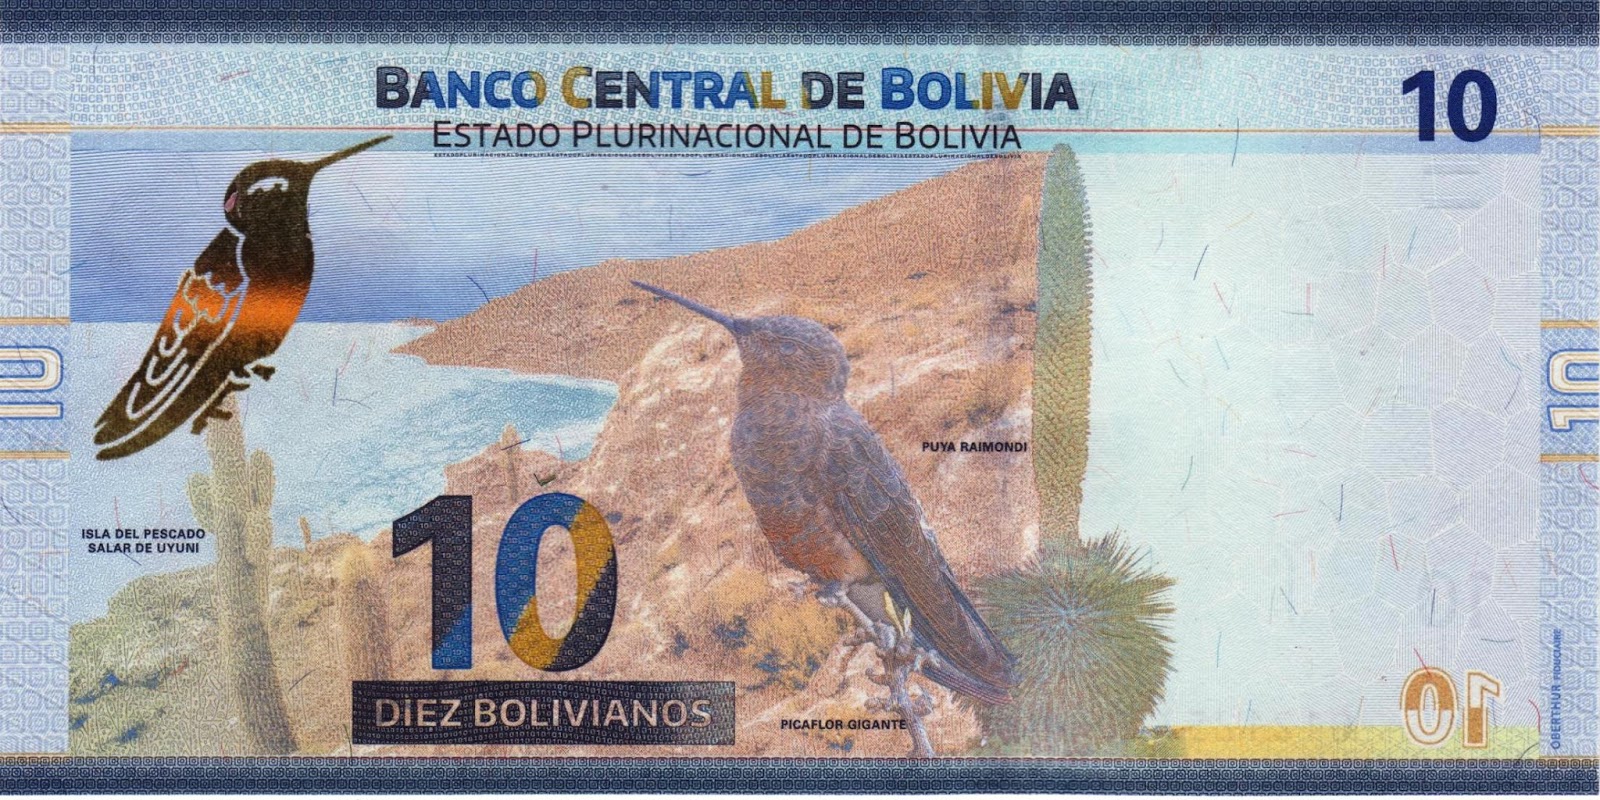 BANCO CENTRAL DE BOLIVIA
10
ESTADO PLURINACIONAL DE BOLIVIA
ESTADOPLURINACIONALDEBOLIVIAESTADOPLURINACIONALDEBOLIVIAESTADOPLURINACIONALDEBOLIVIAESTADOPLURINACIONALDEBOLIVIA
10
10
PUYA RAIMONDI
ISLA DEL PESCADO
SALAR DE UYUNI
10
DIEZ BOLIVIANOS
PICAFLOR GIGANTE
10
OBERTHUR FIDUCIAIRE